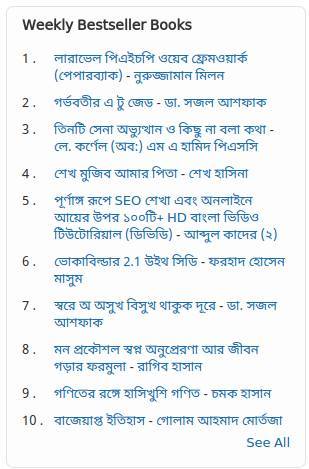 Weekly Bestseller Books
1 . লারাভেল পিএইচপি ওয়েব ফ্রেমওয়ার্ক
(পেপারব্যাক) - নুরুজ্জামান মিলন
2 . গর্ভবতীর এ টু জেড - ডা. সজল আশফাক
3 . তিনটি সেনা অভ্যুত্থান ও কিছু না বলা কথা -
লে. কর্ণেল (অব:) এম এ হামিদ পিএসসি
4 . শেখ মুজিব আমার পিতা - শেখ হাসিনা
5 . পূর্ণাঙ্গ রূপে SEO শেখা এবং অনলাইনে
আয়ের উপর ১০০টি+ HD বাংলা ভিডিও
টিউটোরিয়াল (ডিভিডি) - আব্দুল কাদের (২)
6 . ভোকাবিল্ডার 2.1 উইথ সিডি - ফরহাদ হোসেন
মাসুম
7 . স্বরে অ অসুখ বিসুখ থাকুক দূরে - ডা. সজল
আশফাক
8 . মন প্রকৌশল স্বপ্ন অনুপ্রেরণা আর জীবন
গড়ার ফরমুলা - রাগিব হাসান
9 . গণিতের রঙ্গে হাসিখুশি গণিত - চমক হাসান
10 . বাজেয়াপ্ত ইতিহাস - গোলাম আহমাদ মোর্তজা
See All